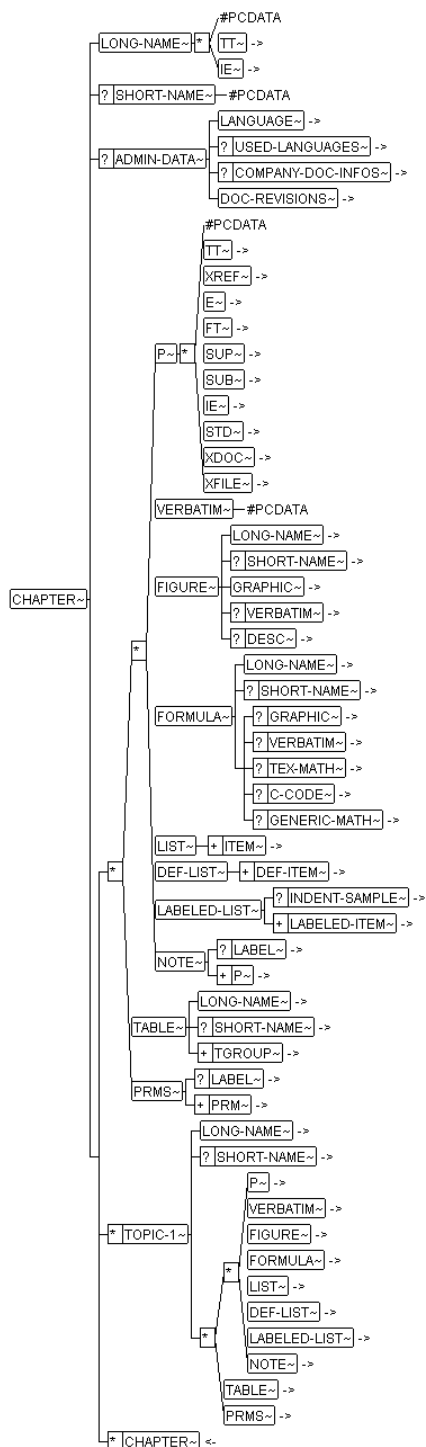 #PCDATA
LONG-NAME~ * TT~ ->
IE~ ->
? SHORT-NAME~ #PCDATA
LANGUAGE~ ->
? USED-LANGUAGES~ ->
? ADMIN-DATA~
? COMPANY-DOC-INFOS~ ->
DOC-REVISIONS~ ->
#PCDATA
TT~ ->
XREF~ ->
E~ ->
FT~ ->
P~ * SUP~ ->
SUB~ ->
IE~ ->
STD~ ->
XDOC~ ->
XFILE~ ->
VERBATIM~ #PCDATA
LONG-NAME~ ->
? SHORT-NAME~ ->
FIGURE~ GRAPHIC~ ->
CHAPTER~
? VERBATIM~ ->
? DESC~ ->
*
LONG-NAME~ ->
? SHORT-NAME~ ->
FORMULA~ ? GRAPHIC~ ->
? VERBATIM~ ->
? TEX-MATH~ ->
? C-CODE~ ->
? GENERIC-MATH~ ->
LIST~ + ITEM~ ->
* DEF-LIST~ + DEF-ITEM~ ->
? INDENT-SAMPLE~ ->
LABELED-LIST~
+ LABELED-ITEM~ ->
? LABEL~ ->
NOTE~
+ P~ ->
LONG-NAME~ ->
TABLE~ ? SHORT-NAME~ ->
+ TGROUP~ ->
? LABEL~ ->
PRMS~
+ PRM~ ->
LONG-NAME~ ->
? SHORT-NAME~ ->
P~ ->
VERBATIM~ ->
* TOPIC-1~ FIGURE~ ->
FORMULA~ ->
*
LIST~ ->
DEF-LIST~ ->
* LABELED-LIST~ ->
NOTE~ ->
TABLE~ ->
PRMS~ ->
* CHAPTER~ <-